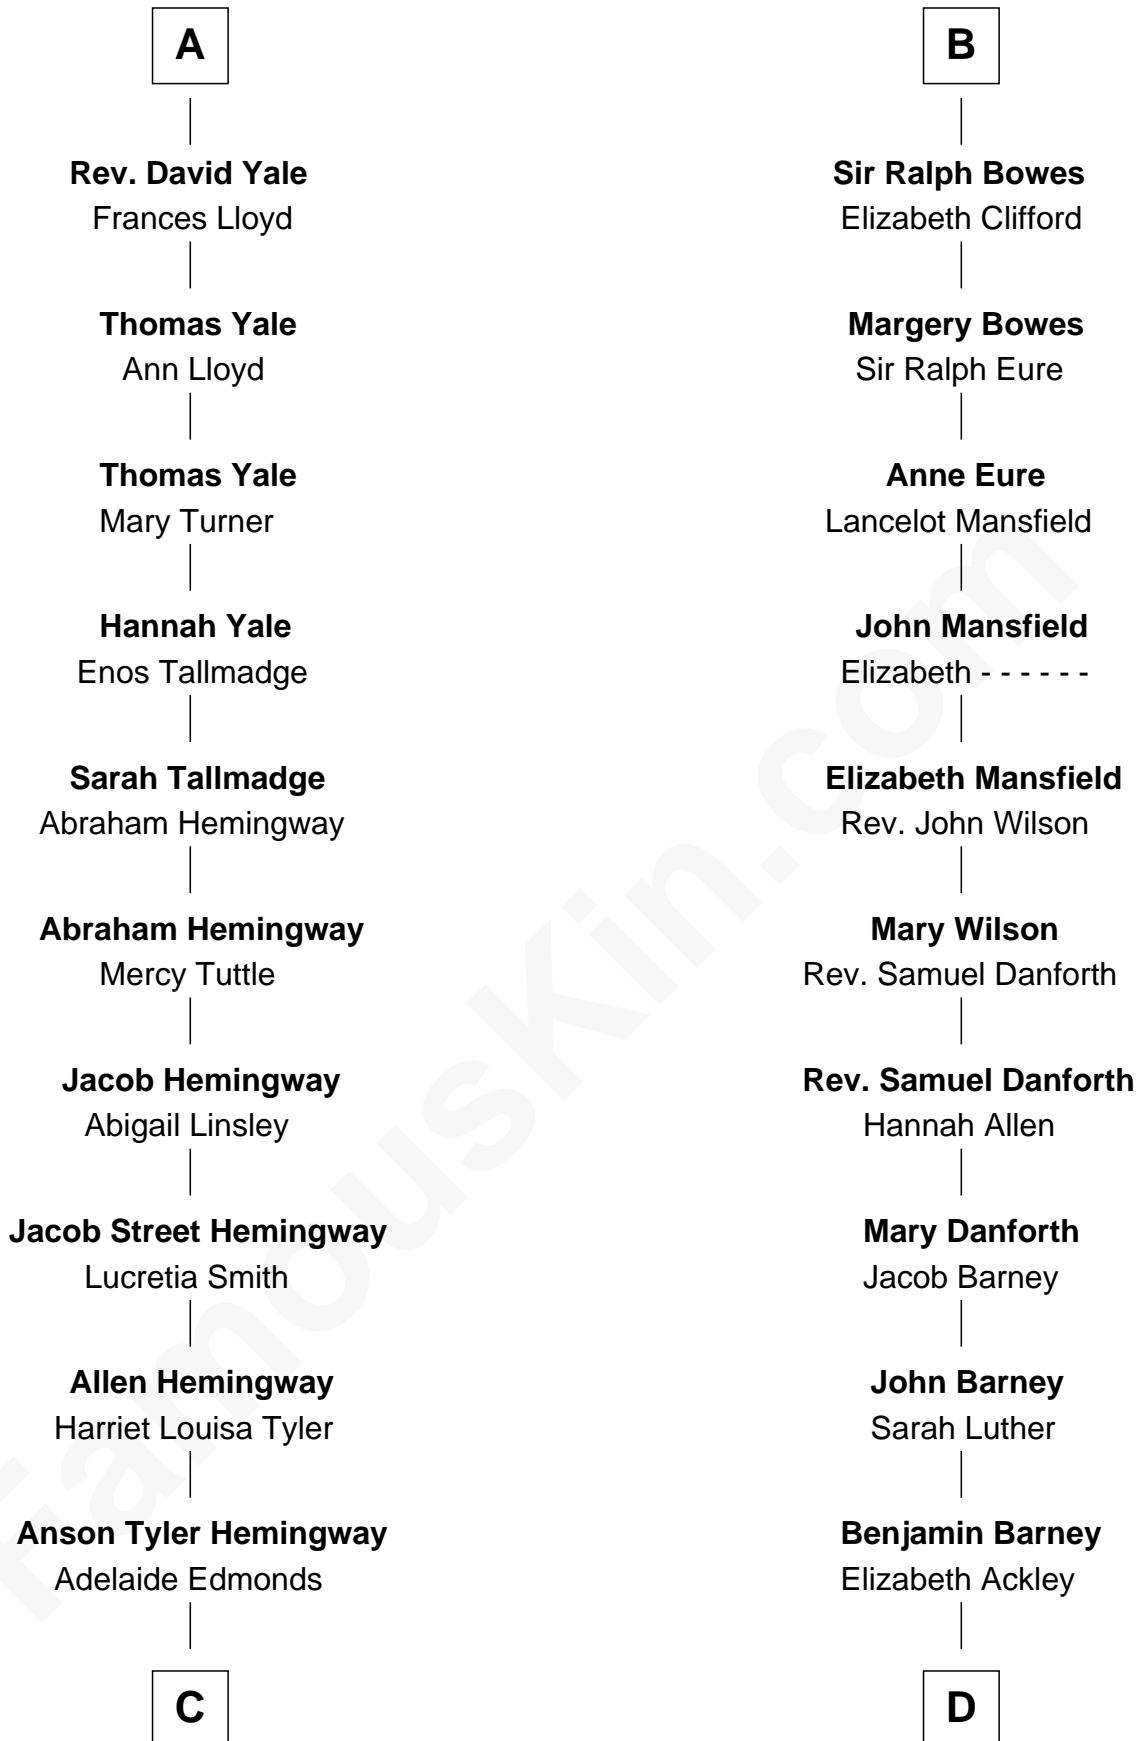 A
Rev. David Yale
Frances Lloyd
Thomas Yale
Ann Lloyd
Thomas Yale
Mary Turner
Hannah Yale
Enos Tallmadge
Sarah Tallmadge
Abraham Hemingway
Abraham Hemingway
Mercy Tuttle
Jacob Hemingway
Abigail Linsley
Jacob Street Hemingway
Lucretia Smith
Allen Hemingway
Harriet Louisa Tyler
Anson Tyler Hemingway
Adelaide Edmonds
C
B
Sir Ralph Bowes
Elizabeth Clifford
Margery Bowes
Sir Ralph Eure
Anne Eure
Lancelot Mansfield
John Mansfield
Elizabeth - - - - - -
Elizabeth Mansfield
Rev. John Wilson
Mary Wilson
Rev. Samuel Danforth
Rev. Samuel Danforth
Hannah Allen
Mary Danforth
Jacob Barney
John Barney
Sarah Luther
Benjamin Barney
Elizabeth Ackley
D
FamousKin.com